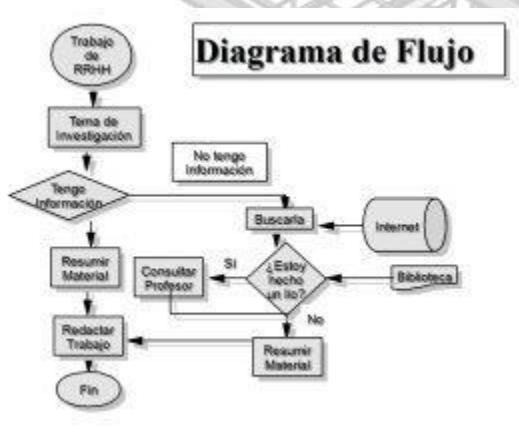 Diagrama de Flujo
Trabajo
de
RRHH
Tema de
Investigación
No tengo
Información
Tengo
Información
Buscarla
Internet
Resumir
Material
Consultar
Profesor
Si
¿Estoy
hecho
un lio?
Biblioteca
No
Redactar
Trabajo
Resumir
Material
Fin